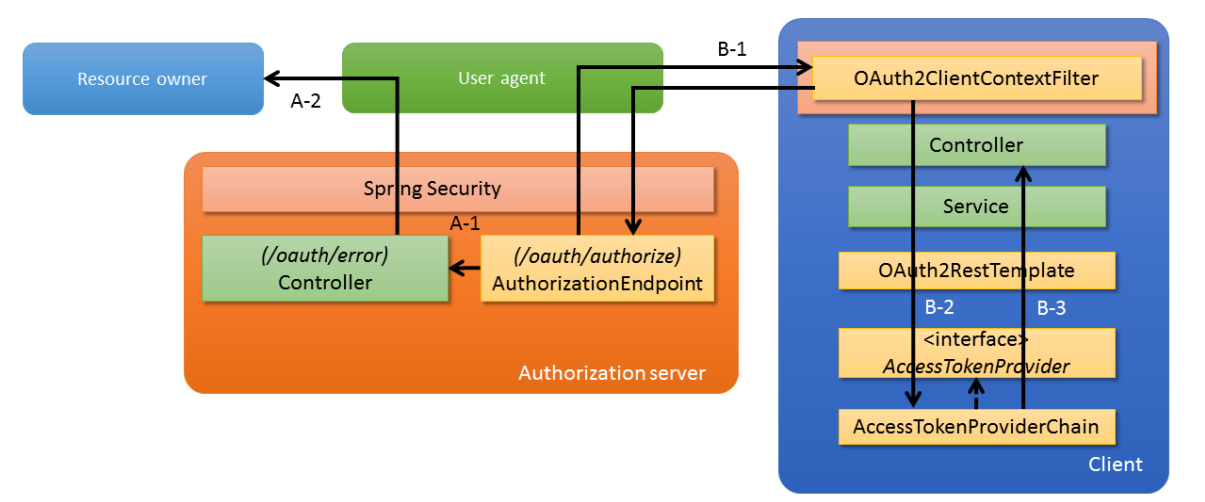 Resource owner
User agent
B-1
OAuth2ClientContextFilter
A-2
Controller
Spring Security
Service
A-1
(/oauth/error)
Controller
(/oauth/authorize)
AuthorizationEndpoint
OAuth2RestTemplate
B-2
B-3
<interface>
AccessTokenProvider
Authorization server
AccessTokenProviderChain
Client